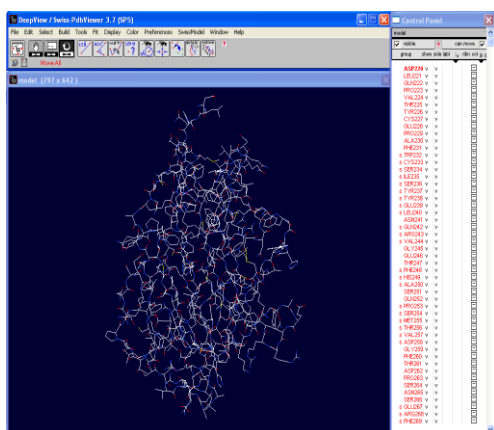 DeepView / Swiss-PdbViewer 3.7 (SP5)
File Edit Select Build Tools Fit Display Color Preferences SwissModel Window Help
Move All
model (797 x 642)
Control Panel
model
visible ? can move
group show side labl
ASP220 v v
LEU221 v v
GLN222 v v
PRO223 v v
VAL224 v v
THR225 v v
TYR226 v v
CYS227 v v
GLU228 v v
PRO229 v v
ALA230 v v
PHE231 v v
s TRP232 v v
s CYS233 v v
s SER234 v v
s ILE235 v v
s SER236 v v
s TYR237 v v
s TYR238 v v
s GLU239 v v
s LEU240 v v
ASN241 v v
s GLN242 v v
s ARG243 v v
s VAL244 v v
GLY245 v v
GLU246 v v
THR247 v v
s PHE248 v v
s HIS249 v v
s ALA250 v v
SER251 v v
GLN252 v v
s PRO253 v v
s SER254 v v
s MET255 v v
s THR256 v v
s VAL257 v v
s ASP258 v v
GLY259 v v
PHE260 v v
THR261 v v
ASP262 v v
PRO263 v v
SER264 v v
ASN265 v v
SER266 v v
s GLU267 v v
s ARG268 v v
s PHE269 v v